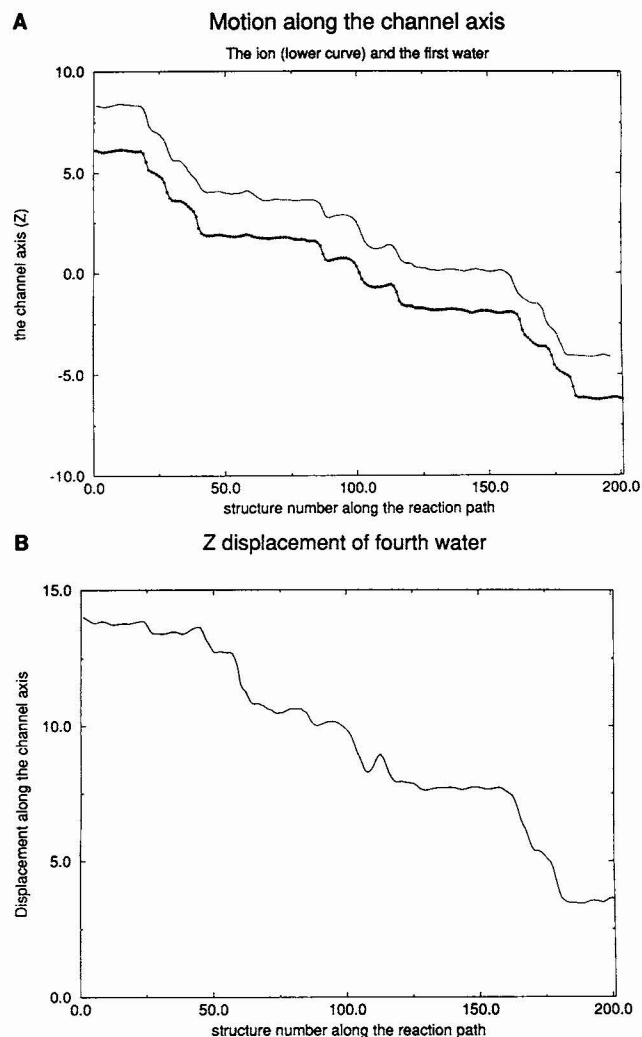 A
Motion along the channel axis
The ion (lower curve) and the first water
10.0
5.0
0.0
-5.0
-10.0
the channel axis (Z)
0.0 50.0 100.0 150.0 200.0
structure number along the reaction path
B
Z displacement of fourth water
15.0
10.0
5.0
0.0
Displacement along the channel axis
0.0 50.0 100.0 150.0 200.0
structure number along the reaction path